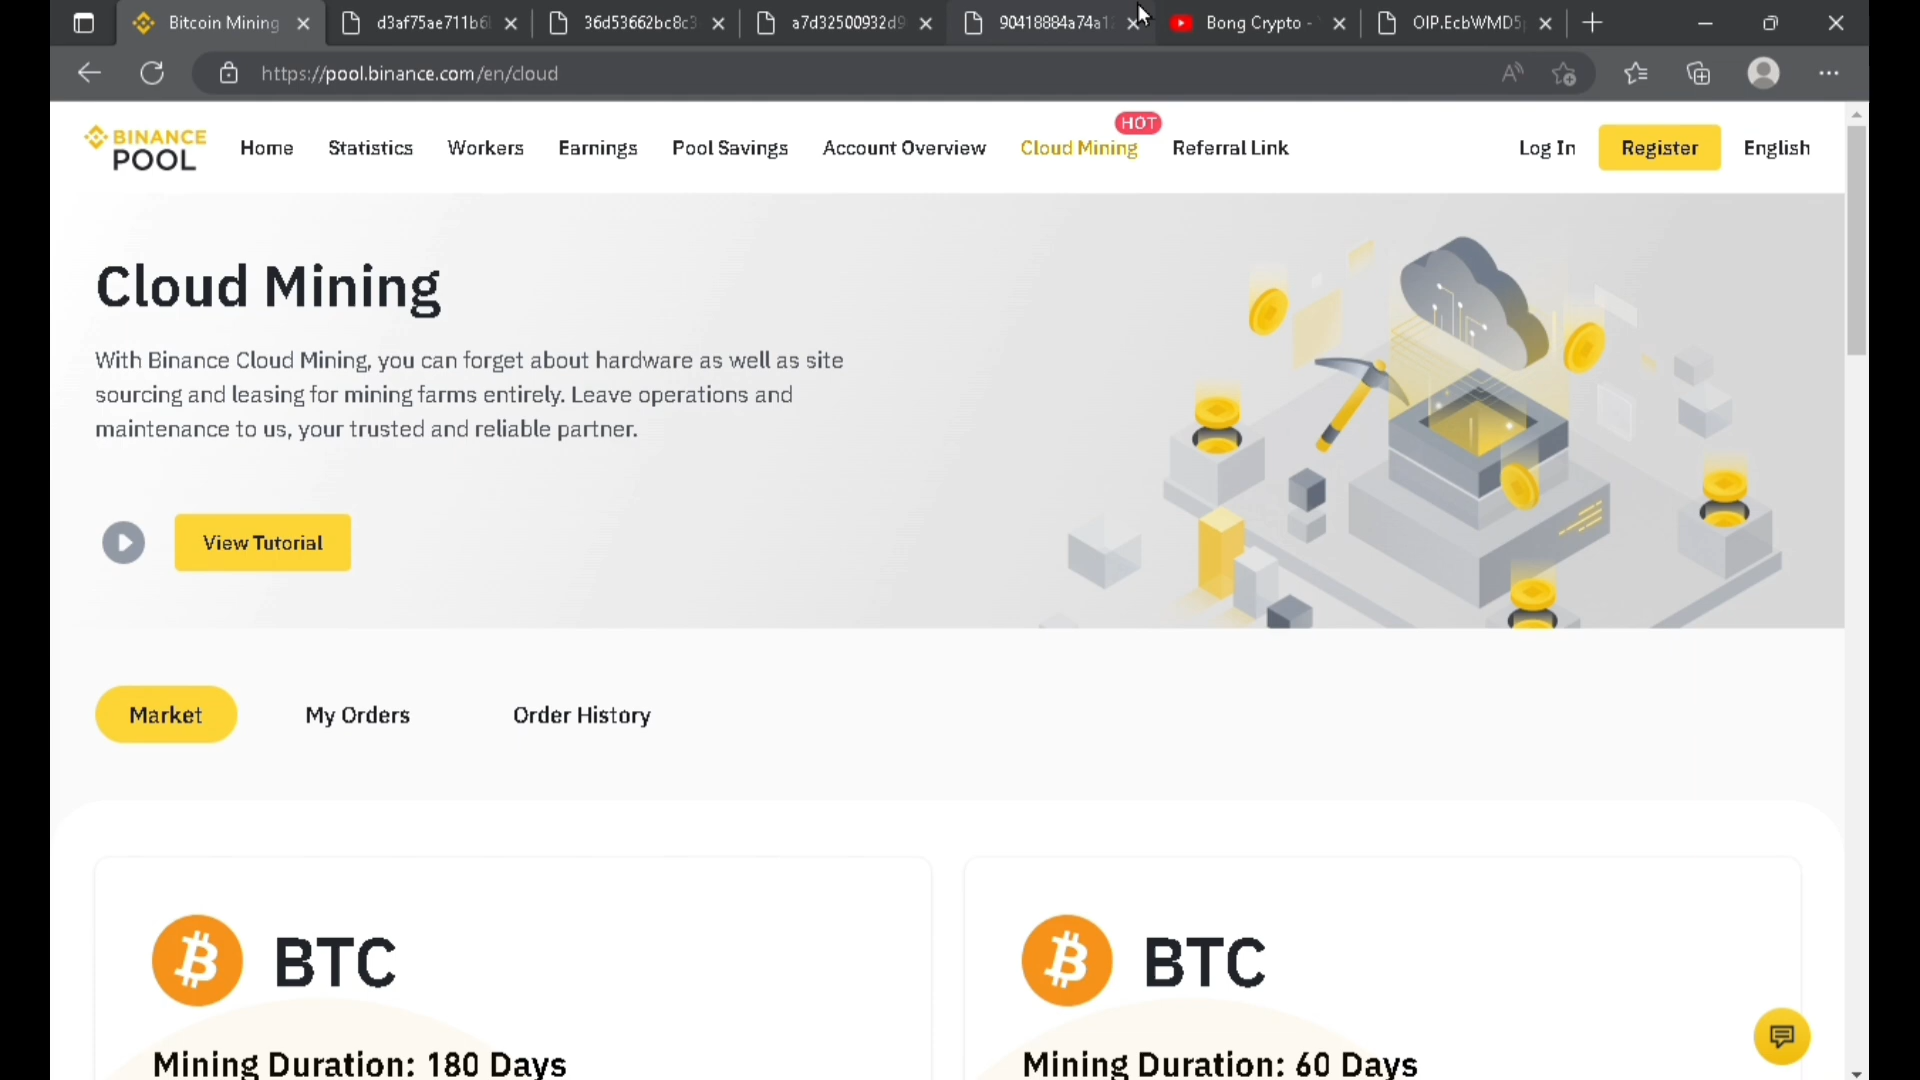 Bitcoin Mining
d3af75ae711b6
36d53662bc8c3
a7d32500932d9
90418884a74a1
Bong Crypto -
OIP.EcbWMD5
https://pool.binance.com/en/cloud
BINANCE
POOL
Home
Statistics
Workers
Earnings
Pool Savings
Account Overview
Cloud Mining
HOT
Referral Link
Log In
Register
English
Cloud Mining
With Binance Cloud Mining, you can forget about hardware as well as site
sourcing and leasing for mining farms entirely. Leave operations and
maintenance to us, your trusted and reliable partner.
View Tutorial
Market
My Orders
Order History
BTC
Mining Duration: 180 Days
BTC
Mining Duration: 60 Days